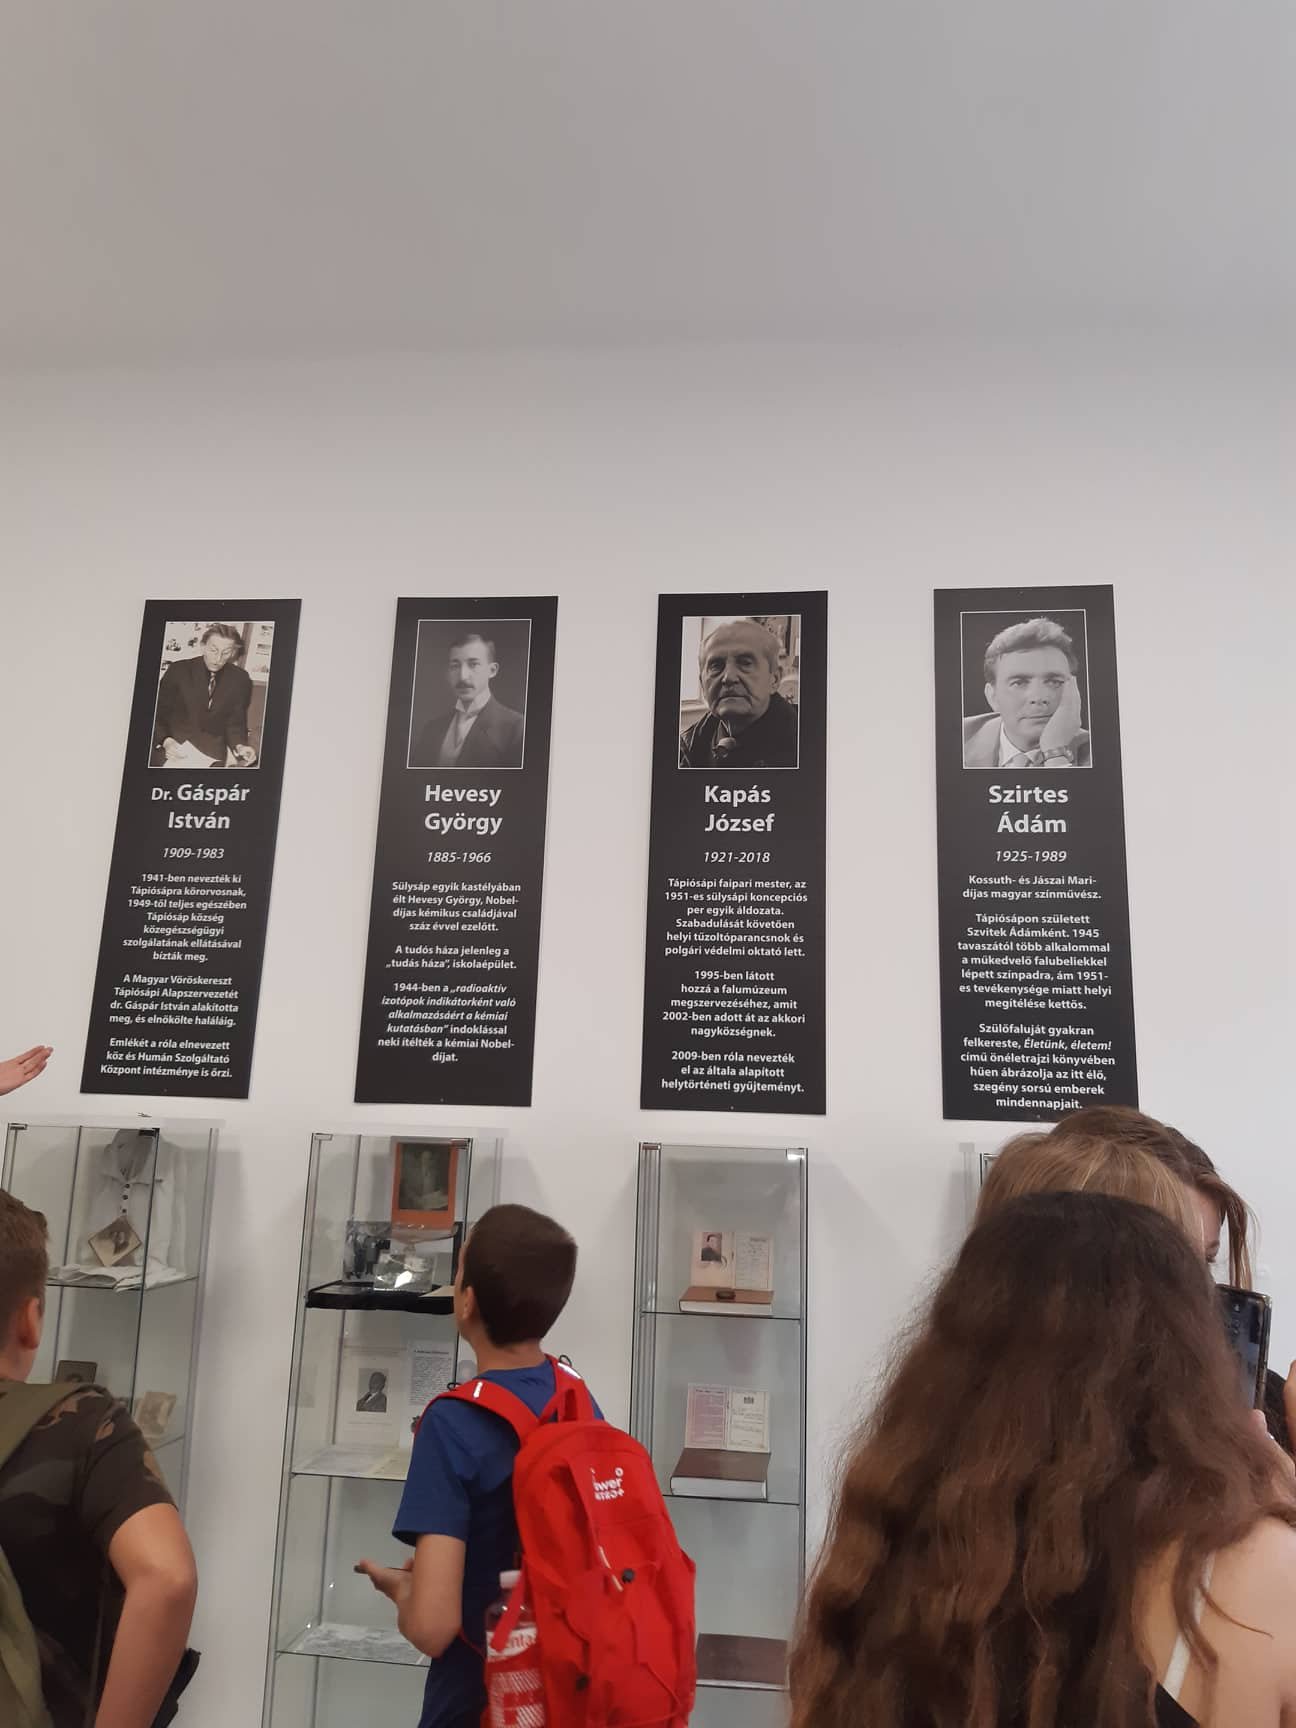 Dr. Gáspár
István
1909-1983
1941-ben nevezték ki
Tápiósápra körorvosnak,
1949-től teljes egészében
Tápiósáp község
közegészségügyi
szolgálatának ellátásával
bízták meg.
A Magyar Vöröskereszt
Tápiósápi Alapszervezetét
dr. Gáspár István alakította
meg, és elnökölte haláláig.
Emlékét a róla elnevezett
köz és Humán Szolgáltató
Központ intézménye is őrzi.
Hevesy
György
1885-1966
Sülysáp egyik kastélyában
élt Hevesy György, Nobel-
díjas kémikus családjával
száz évvel ezelőtt.
A tudós háza jelenleg a
„tudás háza”, iskolaépület.
1944-ben a „radioaktív
izotópok indikátorként való
alkalmazásáért a kémiai
kutatásban” indoklással
neki ítélték a kémiai Nobel-
díjat.
Kapás
József
1921-2018
Tápiósápi faipari mester, az
1951-es sülysápi koncepciós
per egyik áldozata.
Szabadulását követően
helyi tűzoltóparancsnok és
polgári védelmi oktató lett.
1995-ben látott
hozzá a falumúzeum
megszervezéséhez, amit
2002-ben adott át az akkori
nagyközségnek.
2009-ben róla nevezték
el az általa alapított
helytörténeti gyűjteményt.
Szirtes
Ádám
1925-1989
Kossuth- és Jászai Mari-
díjas magyar színművész.
Tápiósápon született
Szvitek Ádámként. 1945
tavaszától több alkalommal
a műkedvelő falubeliekkel
lépett színpadra, ám 1951-
es tevékenysége miatt helyi
megítélése kettős.
Szülőfaluját gyakran
felkereste, Életünk, életem!
című önéletrajzi könyvében
hűen ábrázolja az itt élő,
szegény sorsú emberek
mindennapjait.